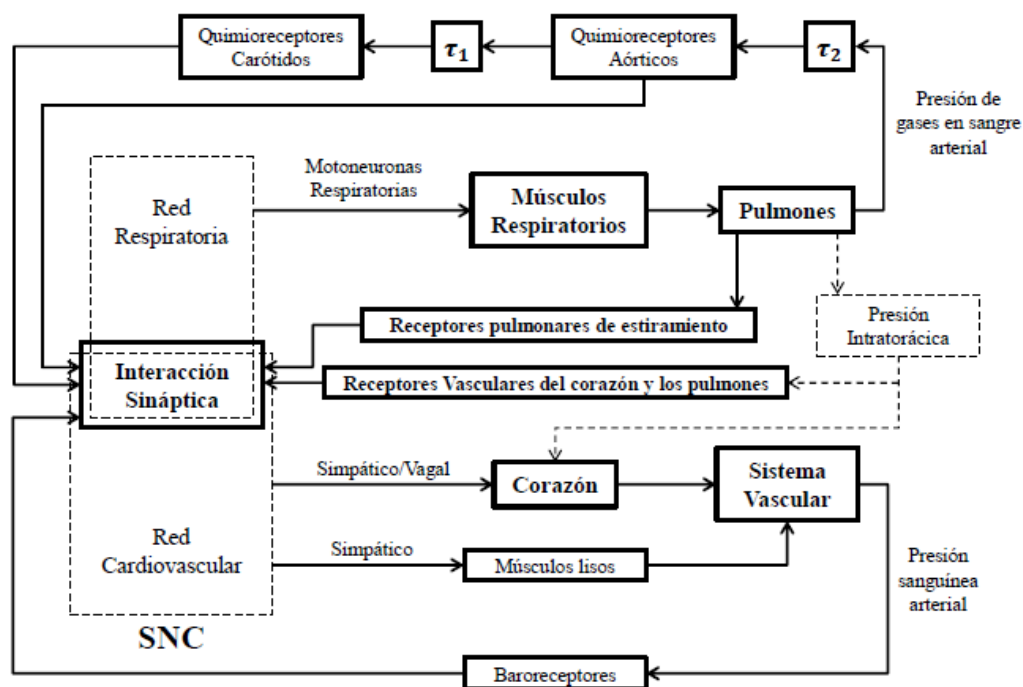 Quimioreceptores
Carótidos
τ₁
Quimioreceptores
Aórticos
τ₂
Presión de
gases en sangre
arterial
Motoneuronas
Respiratorias
Red
Respiratoria
Músculos
Respiratorios
Pulmones
Presión
Intratorácica
Receptores pulmonares de estiramiento
Interacción
Sináptica
Receptores Vasculares del corazón y los pulmones
Simpático/Vagal
Corazón
Sistema
Vascular
Red
Cardiovascular
Simpático
Músculos lisos
Presión
sanguínea
arterial
SNC
Baroreceptores